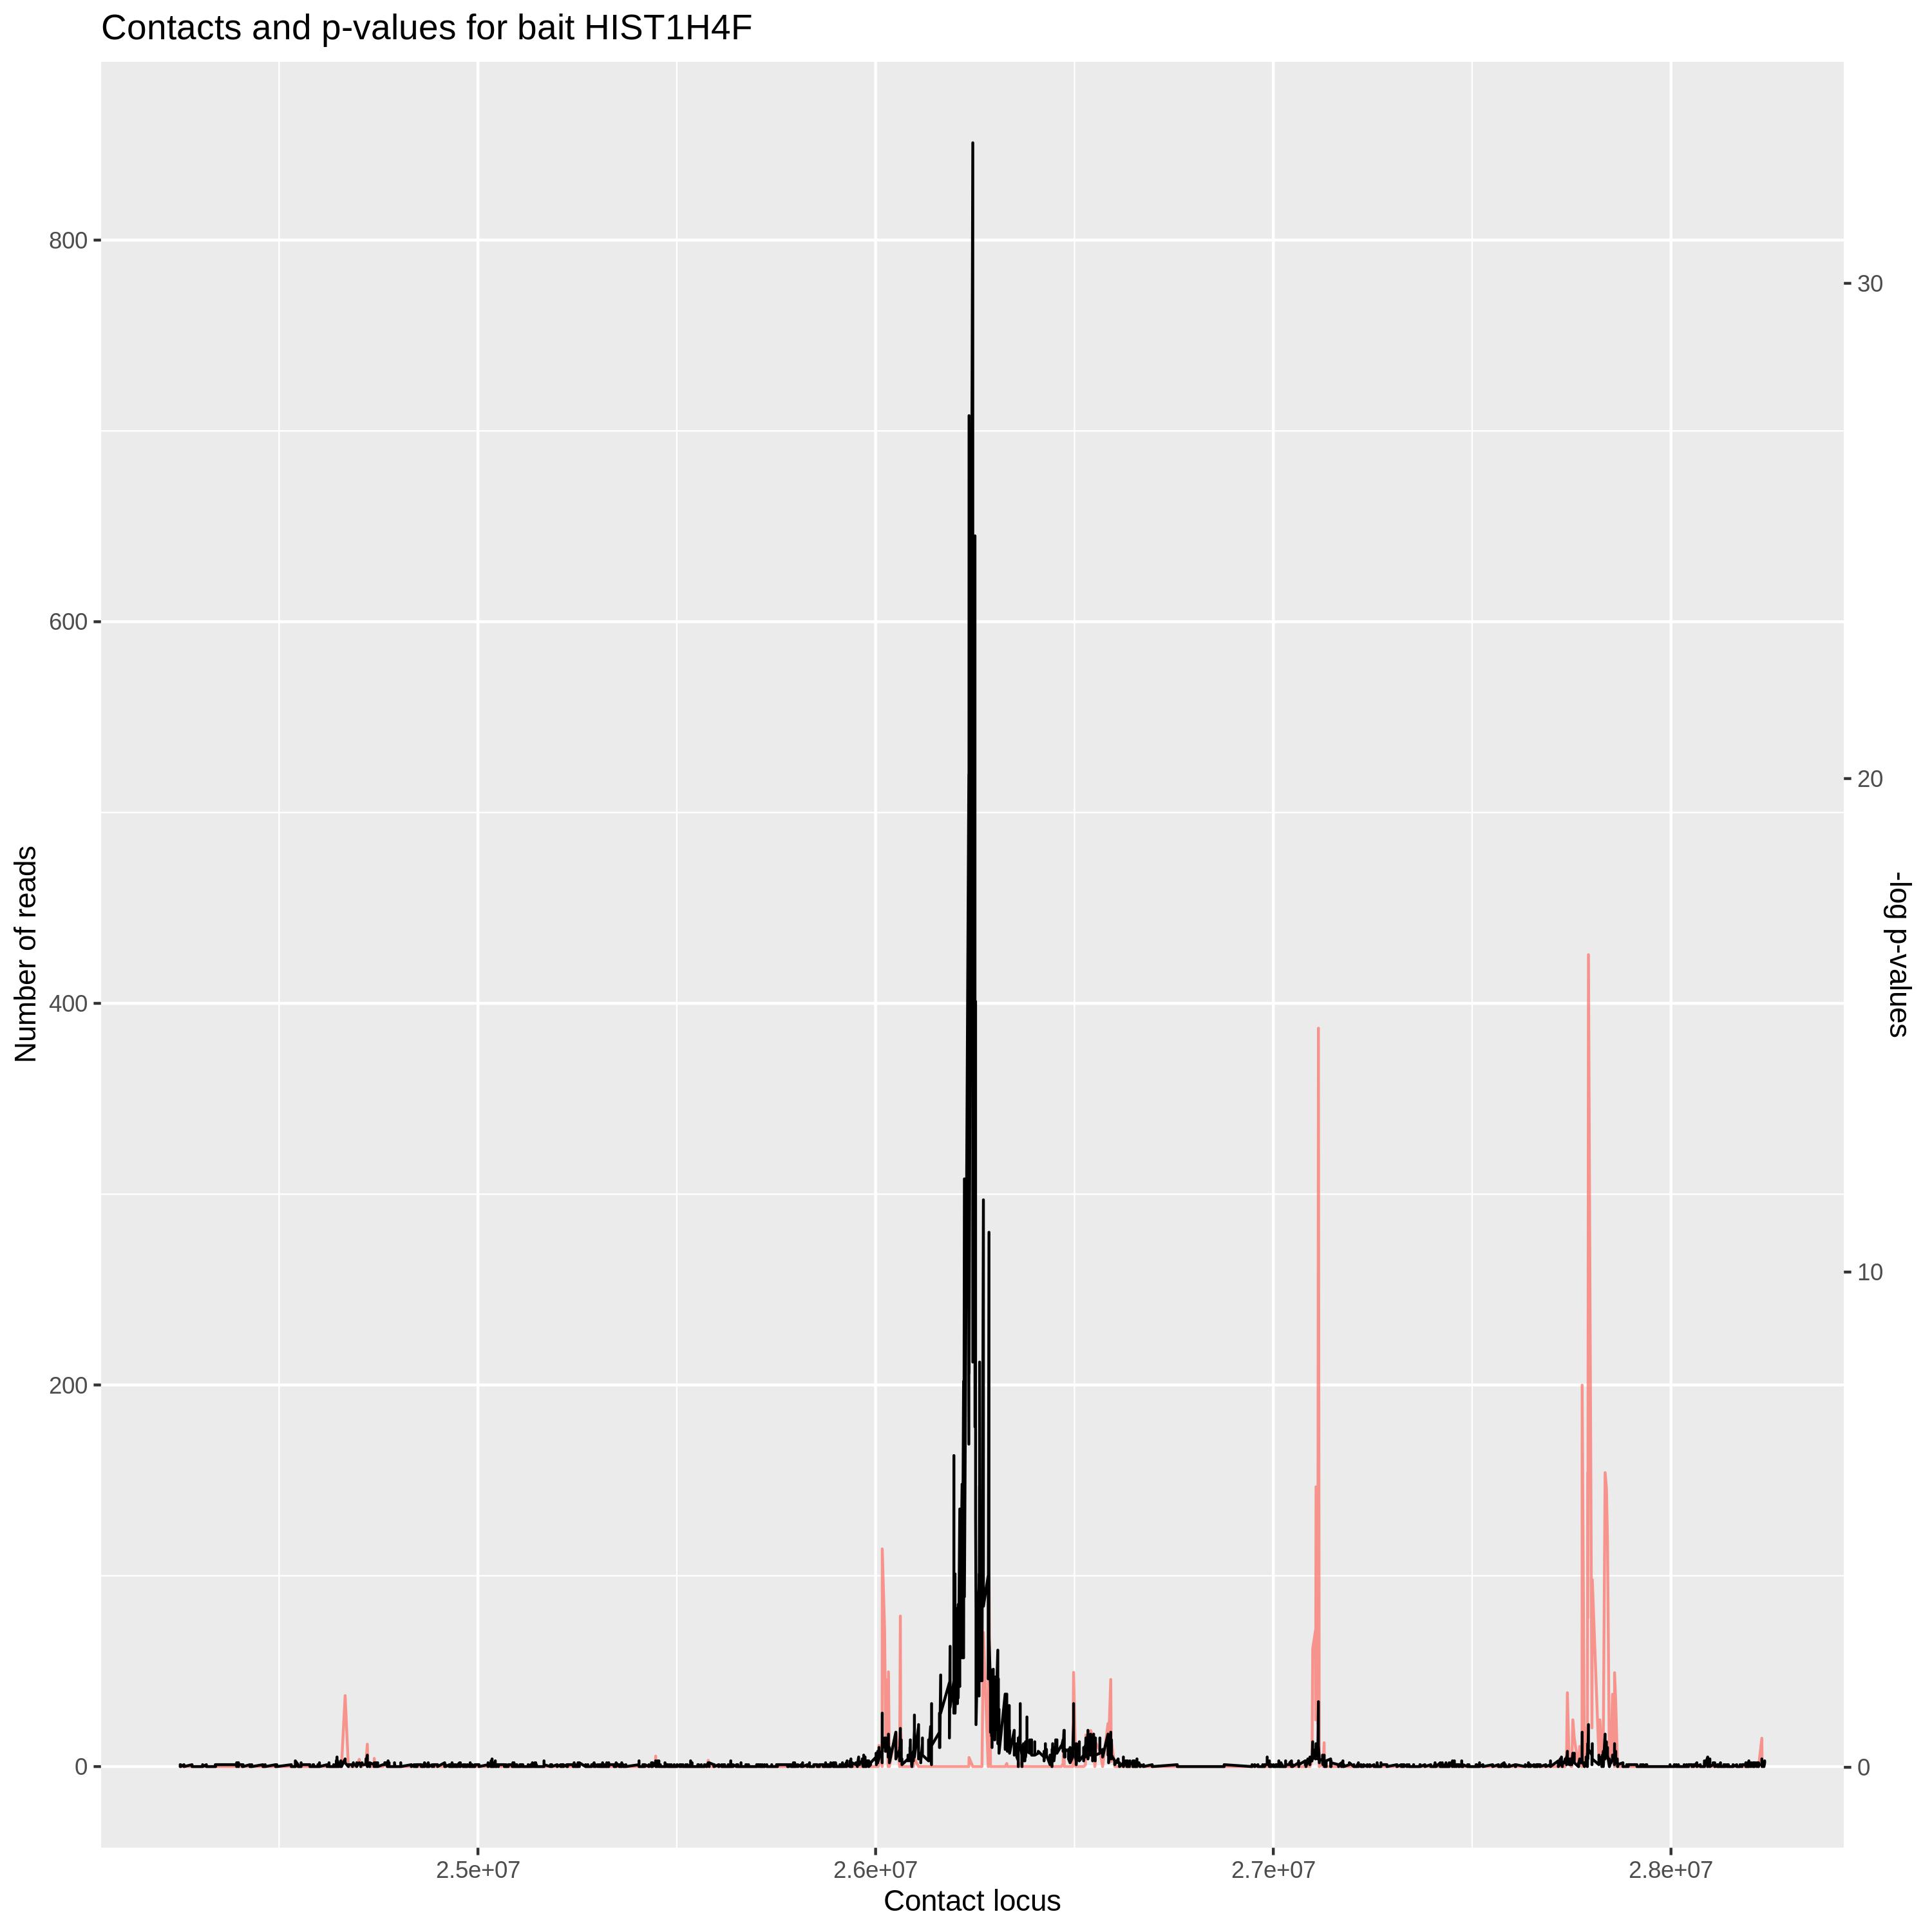 Contacts and p-values for bait HIST1H4F
800
600
400
200
0
30
20
10
0
Number of reads
-log p-values
2.5e+07 2.6e+07 2.7e+07 2.8e+07
Contact locus